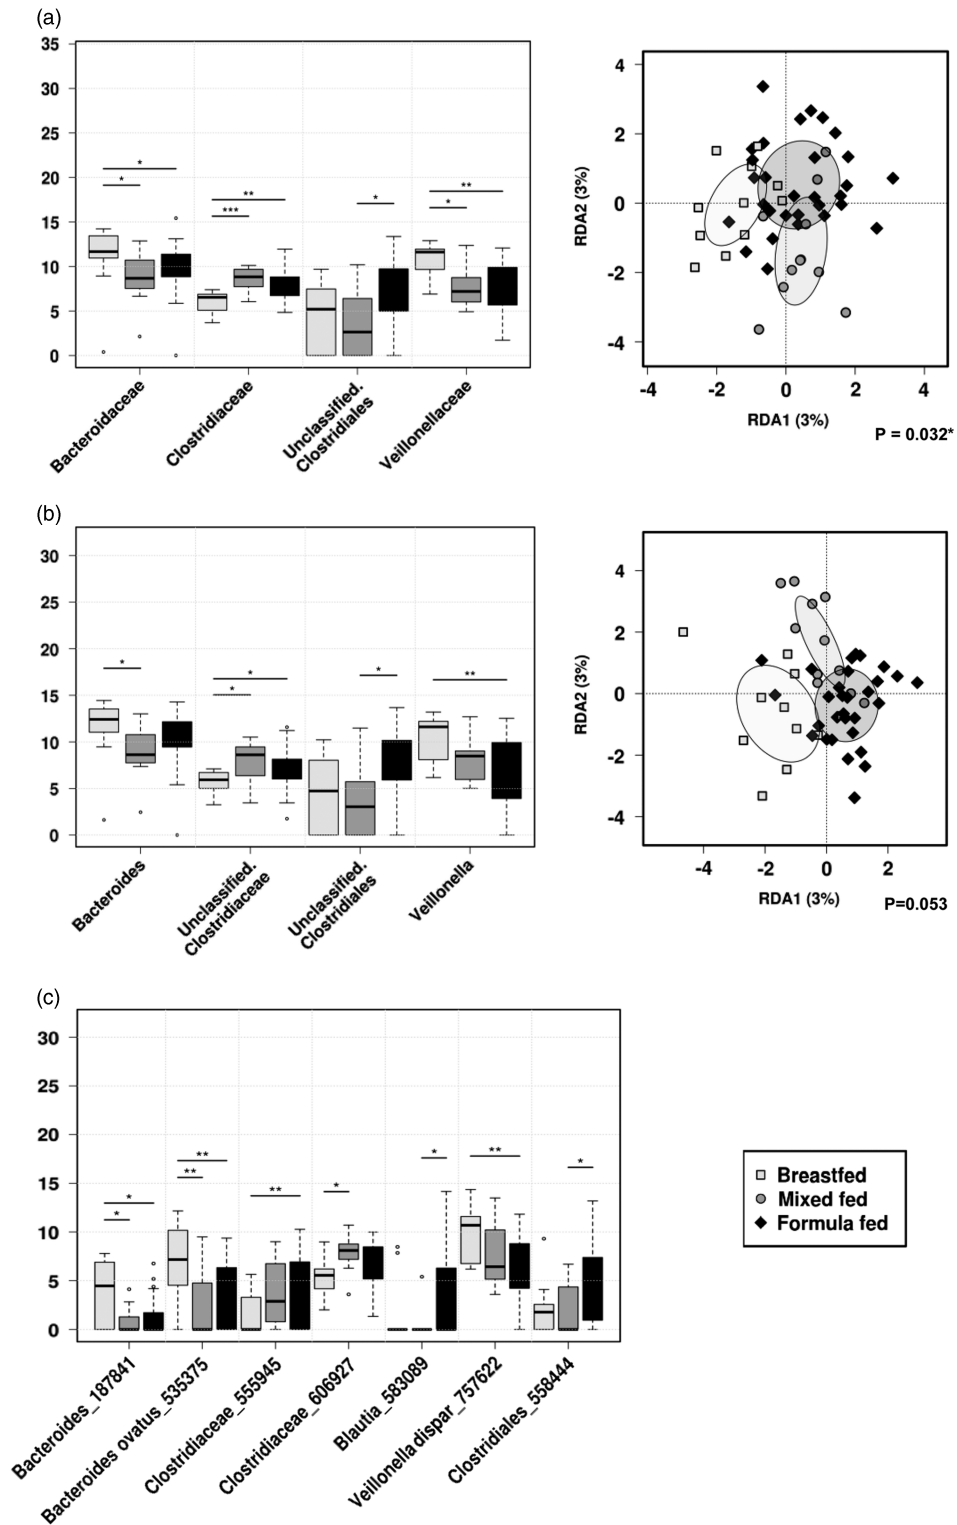 (a)
35
30
25
20
15
10
5
0
*
*
**
***
*
**
*
Bacteroidaceae
Clostridiaceae
Unclassified.
Clostridiales
Veillonellaceae
4
2
0
-2
-4
RDA2 (3%)
-4 -2 0 2 4
RDA1 (3%)
P = 0.032*
(b)
30
25
20
15
10
5
0
*
*
*
*
**
Bacteroides
Unclassified.
Clostridiaceae
Unclassified.
Clostridiales
Veillonella
4
2
0
-2
-4
RDA2 (3%)
-4 -2 0 2
RDA1 (3%)
P=0.053
(c)
30
25
20
15
10
5
0
*
*
**
**
**
*
*
**
*
Bacteroides_187841
Bacteroides ovatus_535375
Clostridiaceae_555945
Clostridiaceae_606927
Blautia_583089
Veillonella dispar_757622
Clostridiales_558444
Breastfed
Mixed fed
Formula fed